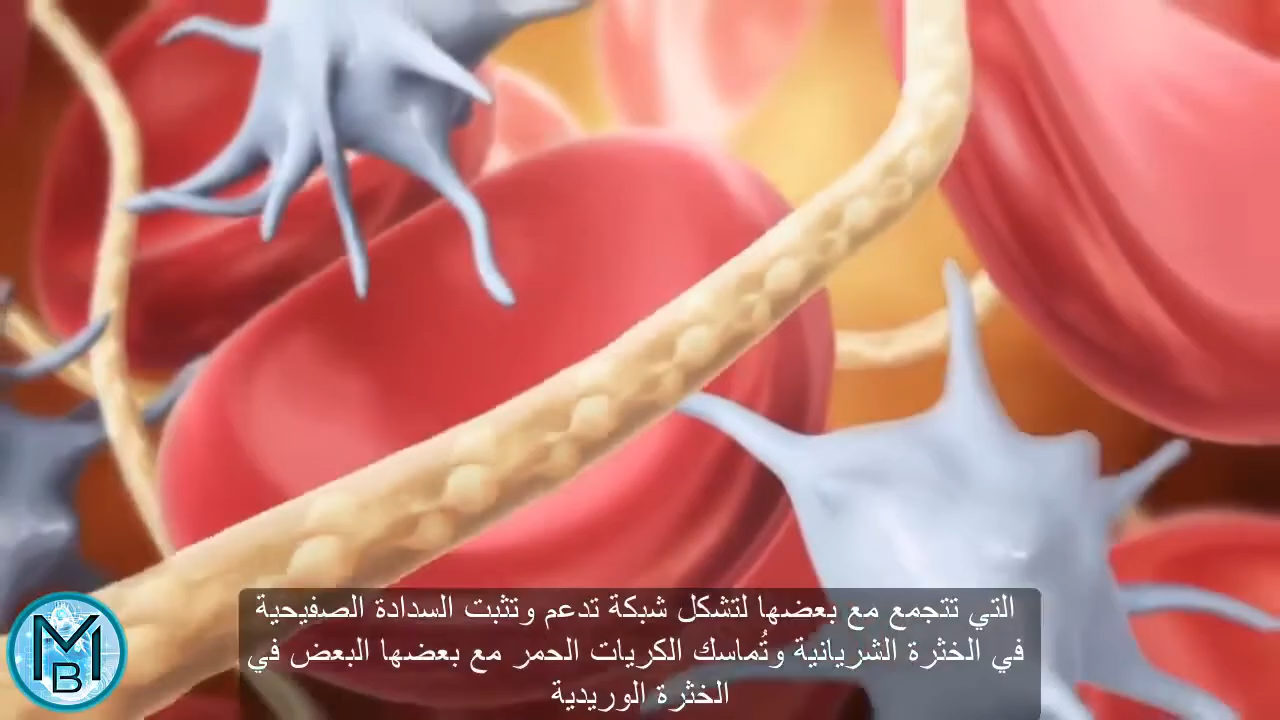 التي تتجمع مع بعضها لتشكل شبكة تدعم وتثبت السدادة الصفيحية
في الخثرة الشريانية وتُماسك الكريات الحمر مع بعضها البعض في
الخثرة الوريدية
MB